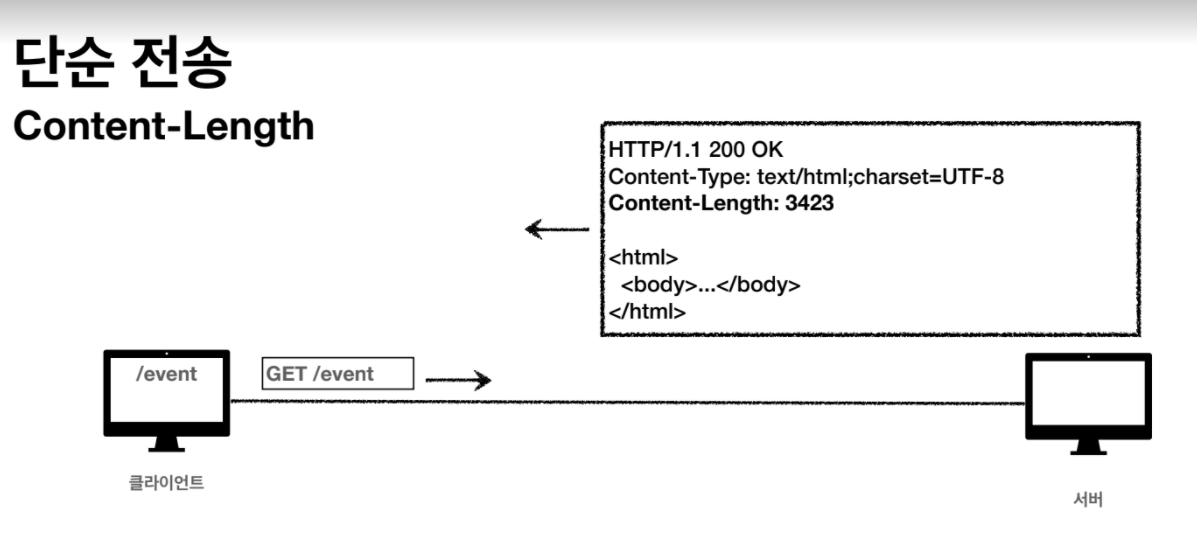 단순 전송
Content-Length
HTTP/1.1 200 OK
Content-Type: text/html;charset=UTF-8
Content-Length: 3423
<html>
<body>...</body>
</html>
/event
GET /event
클라이언트
서버